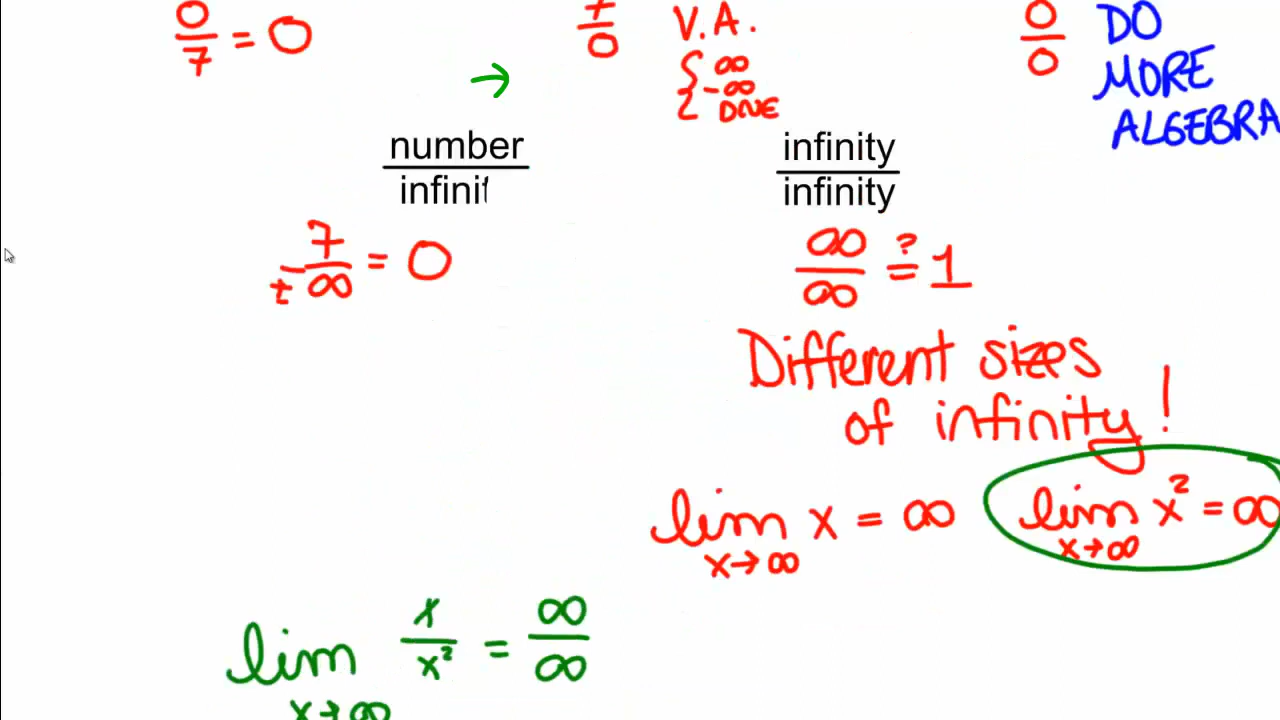 0/7 = 0
7/0 V.A. { ∞ -∞ DNE
0/0 DO MORE ALGEBRA
→
number
infinit
±7/∞ = 0
infinity
infinity
∞/∞ ≟ 1
Different sizes
of infinity!
lim x→∞ x = ∞
lim x→∞ x² = ∞
lim x→∞ x/x² = ∞/∞